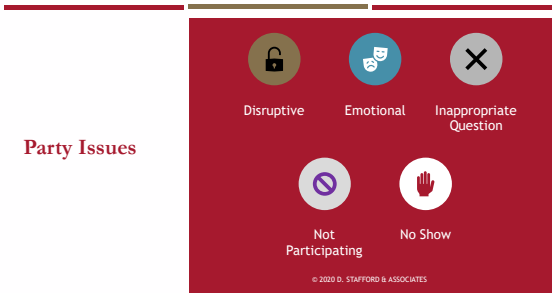 Party Issues
Disruptive
Emotional
Inappropriate
Question
Not
Participating
No Show
© 2020 D. STAFFORD & ASSOCIATES